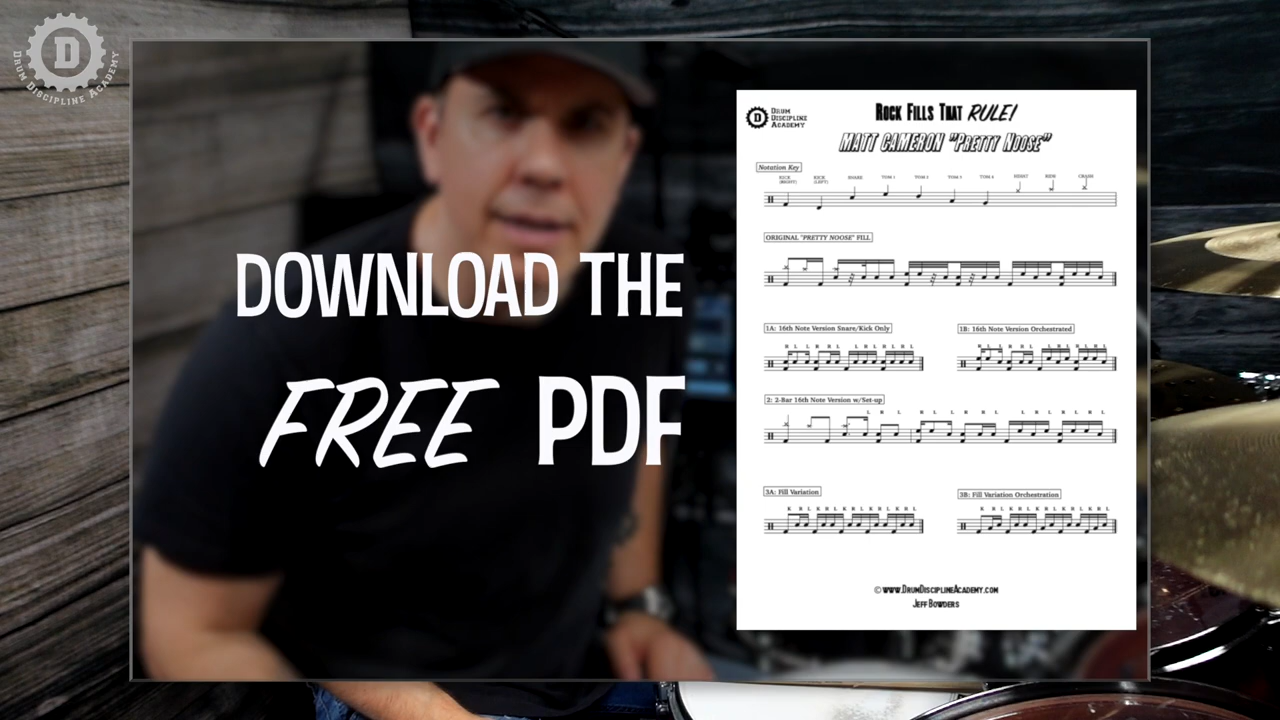 D
DRUM DISCIPLINE ACADEMY
DOWNLOAD THE
FREE PDF
D
DRUM
DISCIPLINE
ACADEMY
ROCK FILLS THAT RULE!
MATT CAMERON "PRETTY NOOSE"
Notation Key
KICK (RIGHT) KICK (LEFT) SNARE TOM 1 TOM 2 TOM 3 TOM 4 HIHAT RIDE CRASH
ORIGINAL "PRETTY NOOSE" FILL
1A: 16th Note Version Snare/Kick Only
1B: 16th Note Version Orchestrated
2: 2-Bar 16th Note Version w/Set-up
3A: Fill Variation
3B: Fill Variation Orchestration
K R L K R L K R L K R L K R L
K R L K R L K R L K R L K R L
© WWW.DRUMDISCIPLINEACADEMY.COM
JEFF BOWDERS